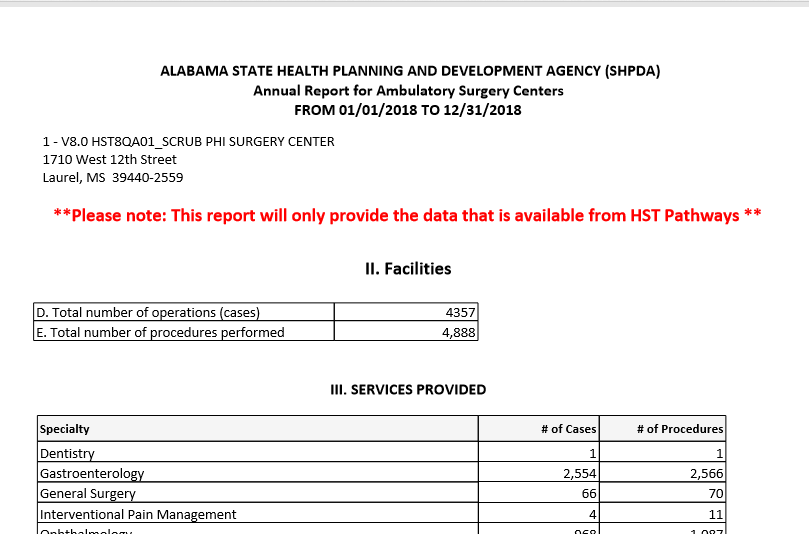 ALABAMA STATE HEALTH PLANNING AND DEVELOPMENT AGENCY (SHPDA)
Annual Report for Ambulatory Surgery Centers
FROM 01/01/2018 TO 12/31/2018
1 - V8.0 HST8QA01_SCRUB PHI SURGERY CENTER
1710 West 12th Street
Laurel, MS 39440-2559
**Please note: This report will only provide the data that is available from HST Pathways **
II. Facilities
D. Total number of operations (cases) 4357
E. Total number of procedures performed 4,888
III. SERVICES PROVIDED
Specialty # of Cases # of Procedures
Dentistry 1 1
Gastroenterology 2,554 2,566
General Surgery 66 70
Interventional Pain Management 4 11
Ophthalmology